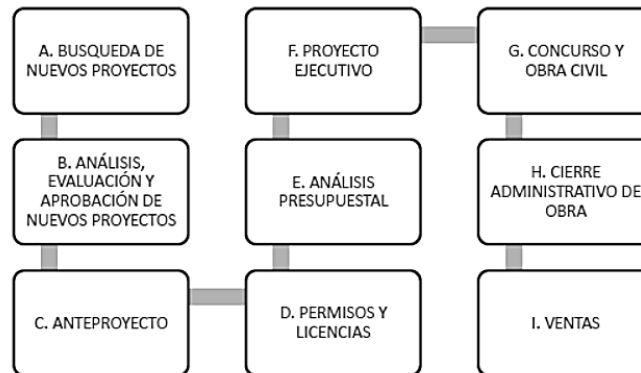 A. BUSQUEDA DE
NUEVOS PROYECTOS
B. ANÁLISIS,
EVALUACIÓN Y
APROBACIÓN DE
NUEVOS PROYECTOS
C. ANTEPROYECTO
D. PERMISOS Y
LICENCIAS
E. ANÁLISIS
PRESUPUESTAL
F. PROYECTO
EJECUTIVO
G. CONCURSO Y
OBRA CIVIL
H. CIERRE
ADMINISTRATIVO DE
OBRA
I. VENTAS